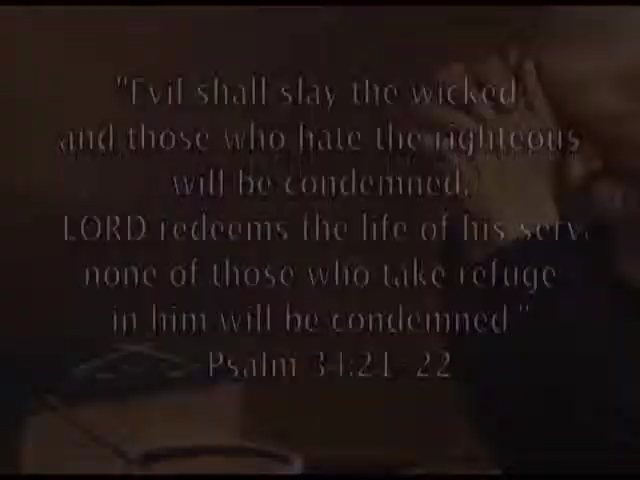 "Evil shall slay the wicked
and those who hate the righteous
will be condemned.
LORD redeems the life of his serv
none of those who take refuge
in him will be condemned"
Psalm 34:21-22